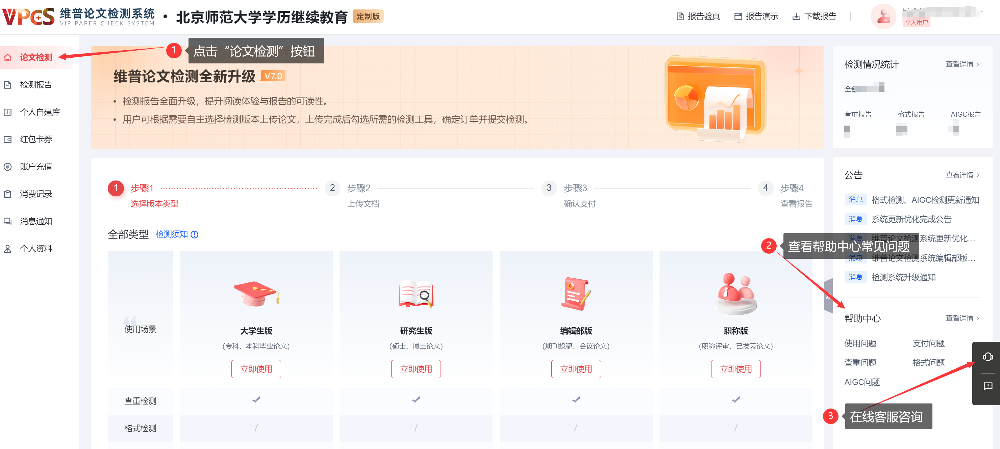 VPCS 维普论文检测系统 · 北京师范大学学历继续教育 定制版
VIP PAPER CHECK SYSTEM
报告验真 报告演示 下载报告
个人用户
论文检测
检测报告
个人自建库
红包卡券
账户充值
消费记录
消息通知
个人资料
1 点击“论文检测”按钮
维普论文检测全新升级 V7.0
• 检测报告全面升级，提升阅读体验与报告的可读性。
• 用户可根据需要自主选择检测版本上传论文，上传完成后勾选所需的检测工具，确定订单并提交检测。
检测情况统计 查看详情 >
查重报告 格式报告 AIGC报告
1 步骤1 2 步骤2 3 步骤3 4 步骤4
选择版本类型 上传文档 确认支付 查看报告
全部类型 检测须知
使用场景
大学生版 研究生版 编辑部版 职称版
(专科、本科毕业论文) (硕士、博士论文) (期刊投稿、会议论文) (职称评审、已发表论文)
立即使用 立即使用 立即使用 立即使用
查重检测
格式检测 / / / /
公告 查看详情 >
消息 格式检测、AIGC检测更新通知
消息 系统更新优化完成公告
消息 维普论文检测系统更新优化...
2 查看帮助中心常见问题
消息 维普论文检测系统编辑部版...
消息 检测系统升级通知
帮助中心 查看详情 >
使用问题 支付问题
查重问题 格式问题
AIGC问题
3 在线客服咨询